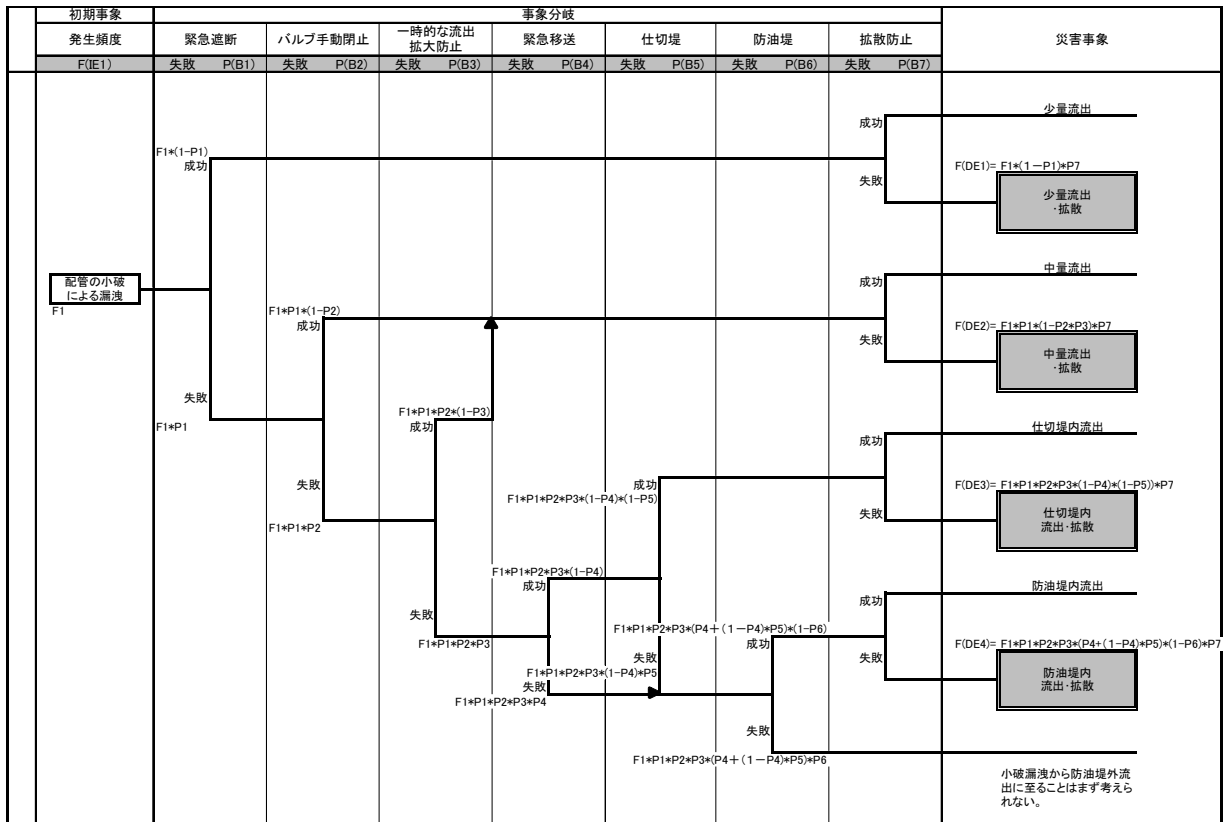 初期事象
事象分岐
発生頻度
緊急遮断
バルブ手動閉止
一時的な流出
拡大防止
緊急移送
仕切堤
防油堤
拡散防止
災害事象
F(IE1)
失敗 P(B1)
失敗 P(B2)
失敗 P(B3)
失敗 P(B4)
失敗 P(B5)
失敗 P(B6)
失敗 P(B7)
少量流出
成功
F1*(1-P1)
成功
F(DE1)= F1*(1-P1)*P7
失敗
少量流出
・拡散
中量流出
配管の小破
による漏洩
F1
成功
F1*P1*(1-P2)
成功
F(DE2)= F1*P1*(1-P2*P3)*P7
失敗
中量流出
・拡散
失敗
F1*P1
F1*P1*P2*(1-P3)
成功
仕切堤内流出
成功
失敗
成功
F1*P1*P2*P3*(1-P4)*(1-P5)
F(DE3)= F1*P1*P2*P3*(1-P4)*(1-P5))*P7
失敗
仕切堤内
流出・拡散
F1*P1*P2
F1*P1*P2*P3*(1-P4)
成功
防油堤内流出
成功
失敗
F1*P1*P2*P3*(P4+(1-P4)*P5)*(1-P6)
成功
F1*P1*P2*P3
F(DE4)= F1*P1*P2*P3*(P4+(1-P4)*P5)*(1-P6)*P7
失敗
失敗
F1*P1*P2*P3*(1-P4)*P5
防油堤内
流出・拡散
失敗
F1*P1*P2*P3*P4
失敗
F1*P1*P2*P3*(P4+(1-P4)*P5)*P6
小破漏洩から防油堤外流
出に至ることはまず考えら
れない。